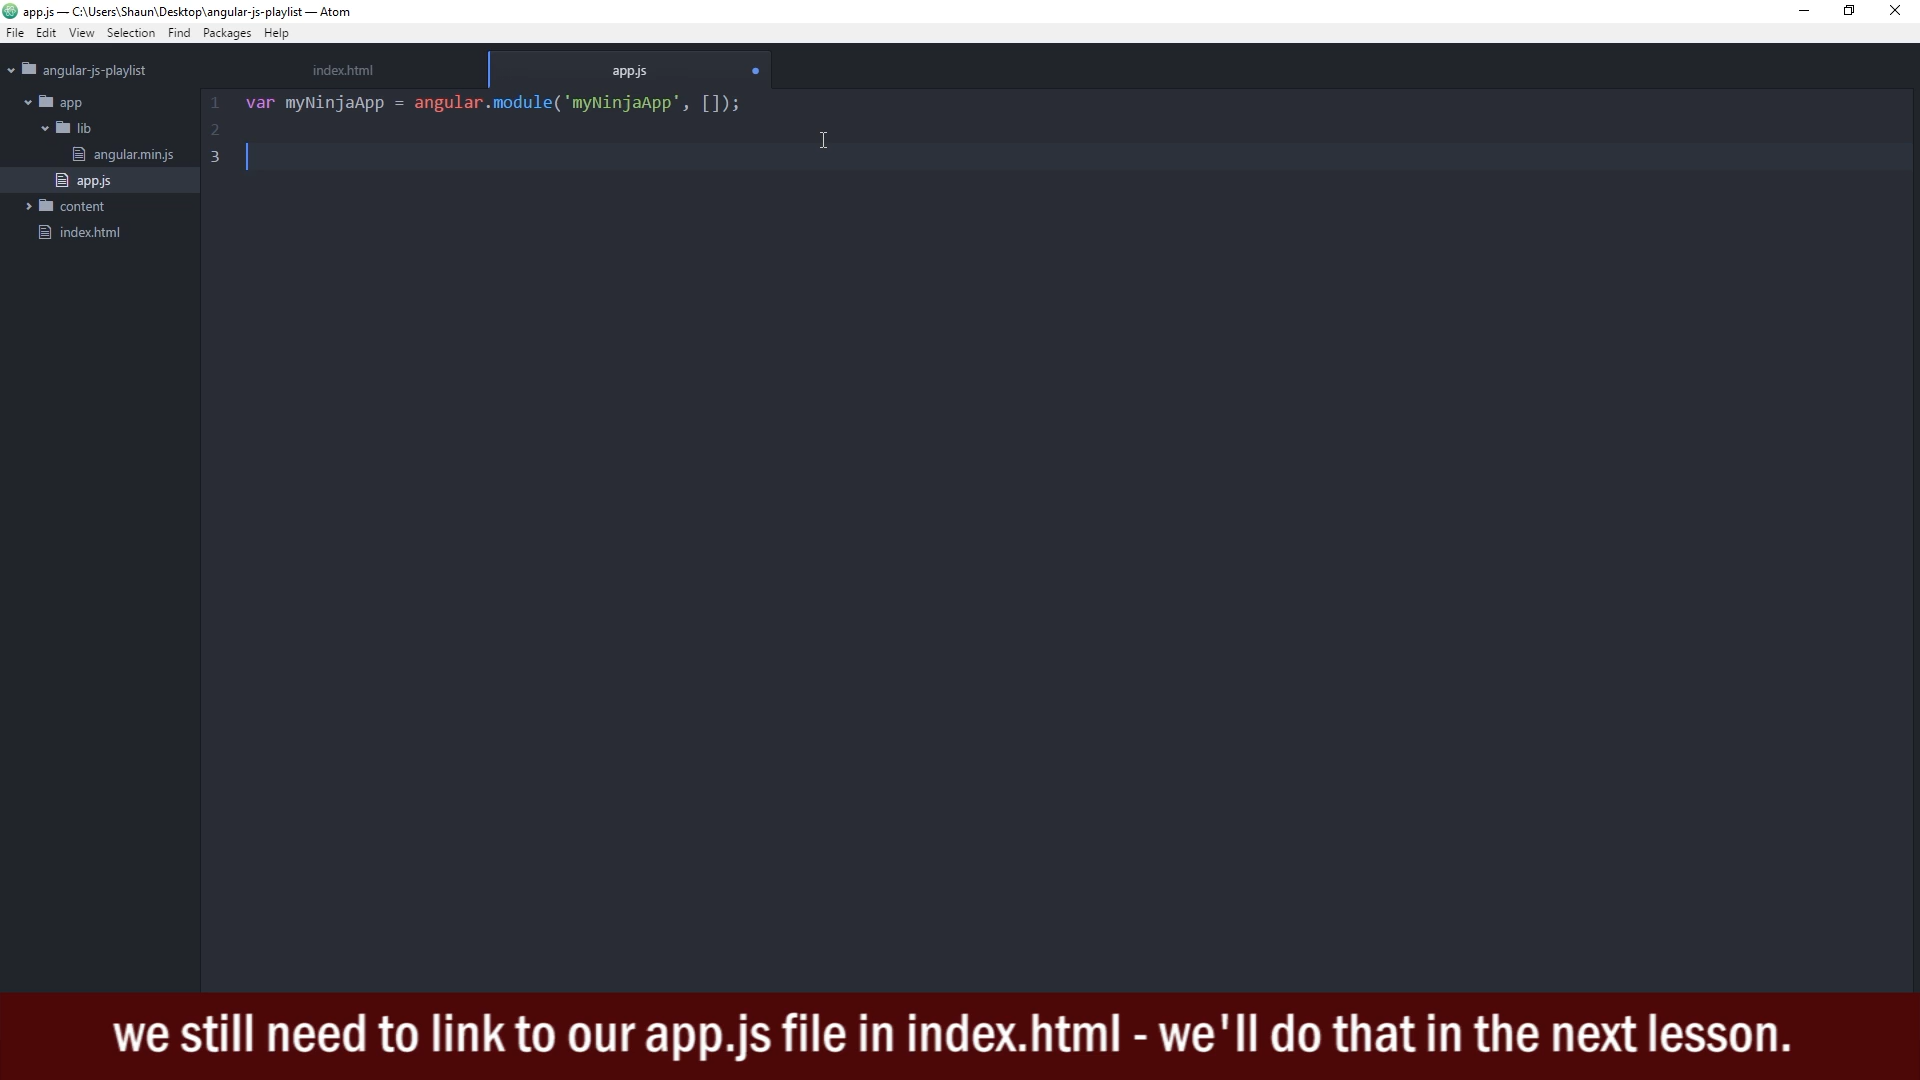 app.js — C:\Users\Shaun\Desktop\angular-js-playlist — Atom
File Edit View Selection Find Packages Help
angular-js-playlist
app
lib
angular.min.js
app.js
content
index.html
index.html app.js
1 var myNinjaApp = angular.module('myNinjaApp', []);
2
3
we still need to link to our app.js file in index.html - we'll do that in the next lesson.